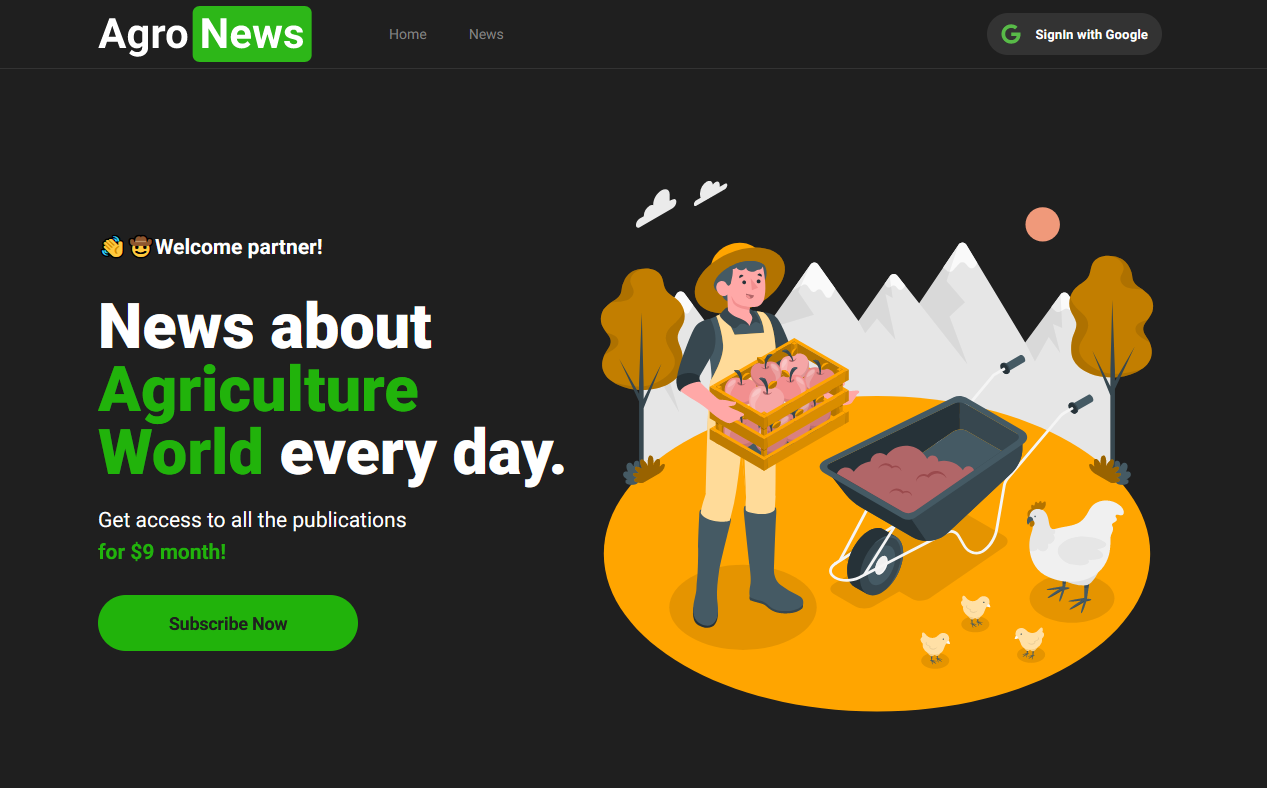 Agro News
Home
News
SignIn with Google
👋🤠Welcome partner!
News about
Agriculture
World every day.
Get access to all the publications
for $9 month!
Subscribe Now